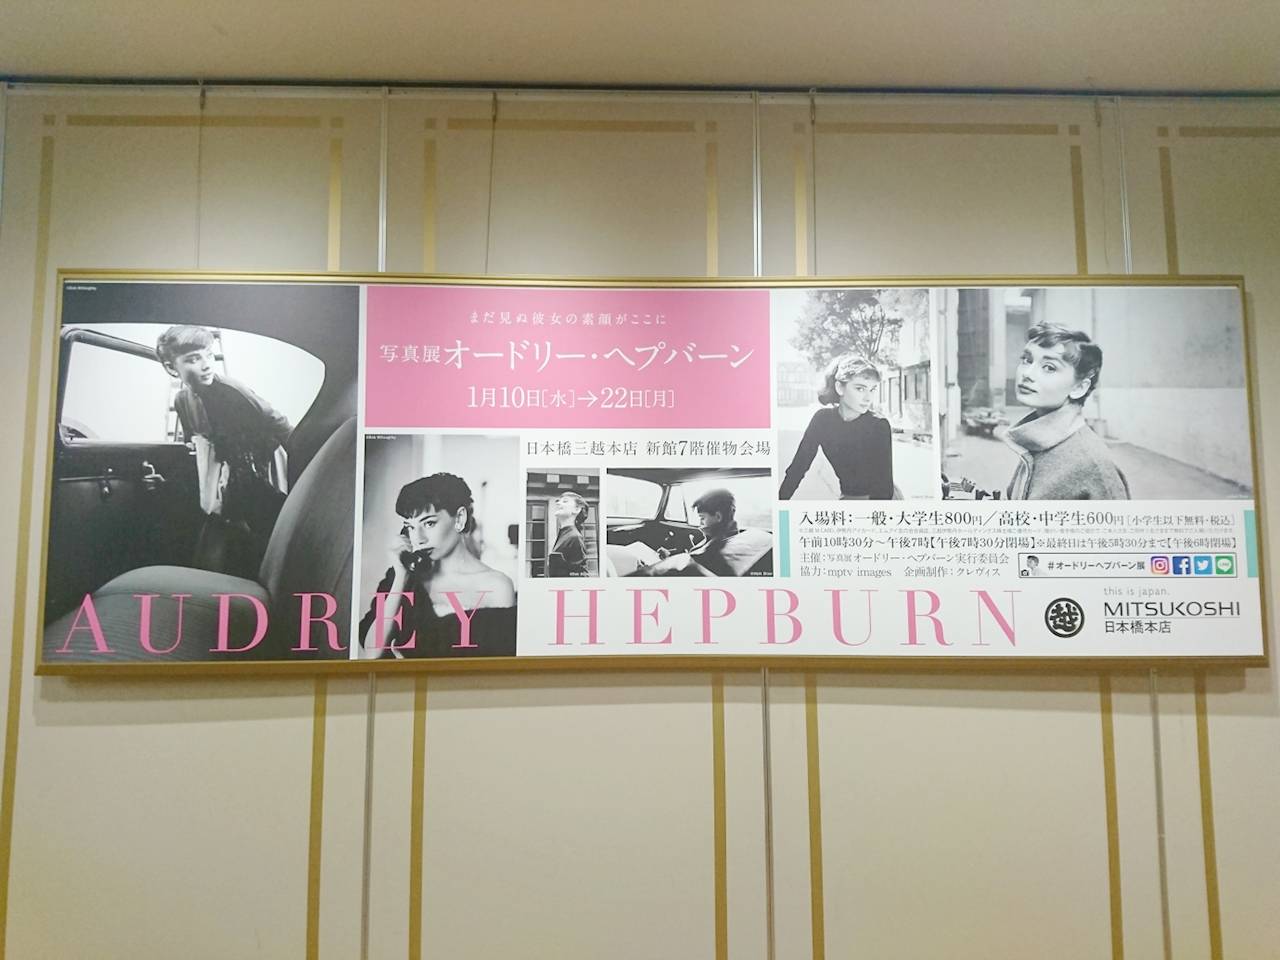 ©Bob Willoughby
まだ見ぬ彼女の素顔がここに
写真展オードリー・ヘプバーン
1月10日[水]→22日[月]
©Bob Willoughby
日本橋三越本店 新館7階催物会場
入場料：一般・大学生800円／高校・中学生600円［小学生以下無料・税込］
午前10時30分〜午後7時【午後7時30分閉場】※最終日は午後5時30分まで【午後6時閉場】
主催：写真展オードリー・ヘプバーン実行委員会
協力：mptv images 企画制作：クレヴィス
#オードリーヘプバーン展
LINE
AUDREY HEPBURN
越
this is japan.
MITSUKOSHI
日本橋本店